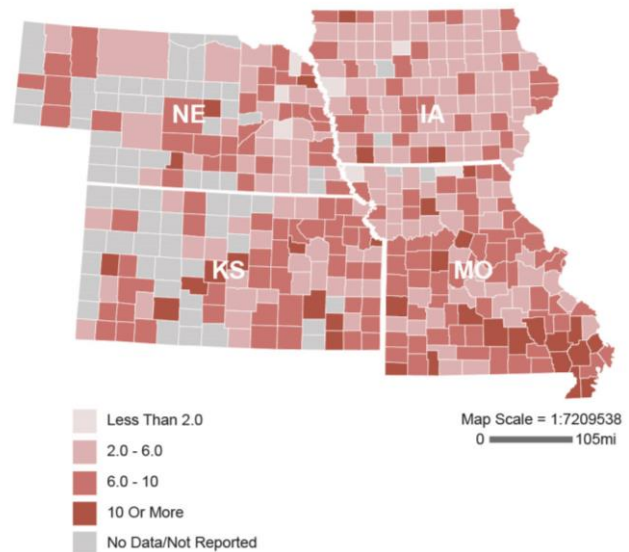 NE
IA
KS
MO
Less Than 2.0
2.0 - 6.0
6.0 - 10
10 Or More
No Data/Not Reported
Map Scale = 1:7209538
0 105mi